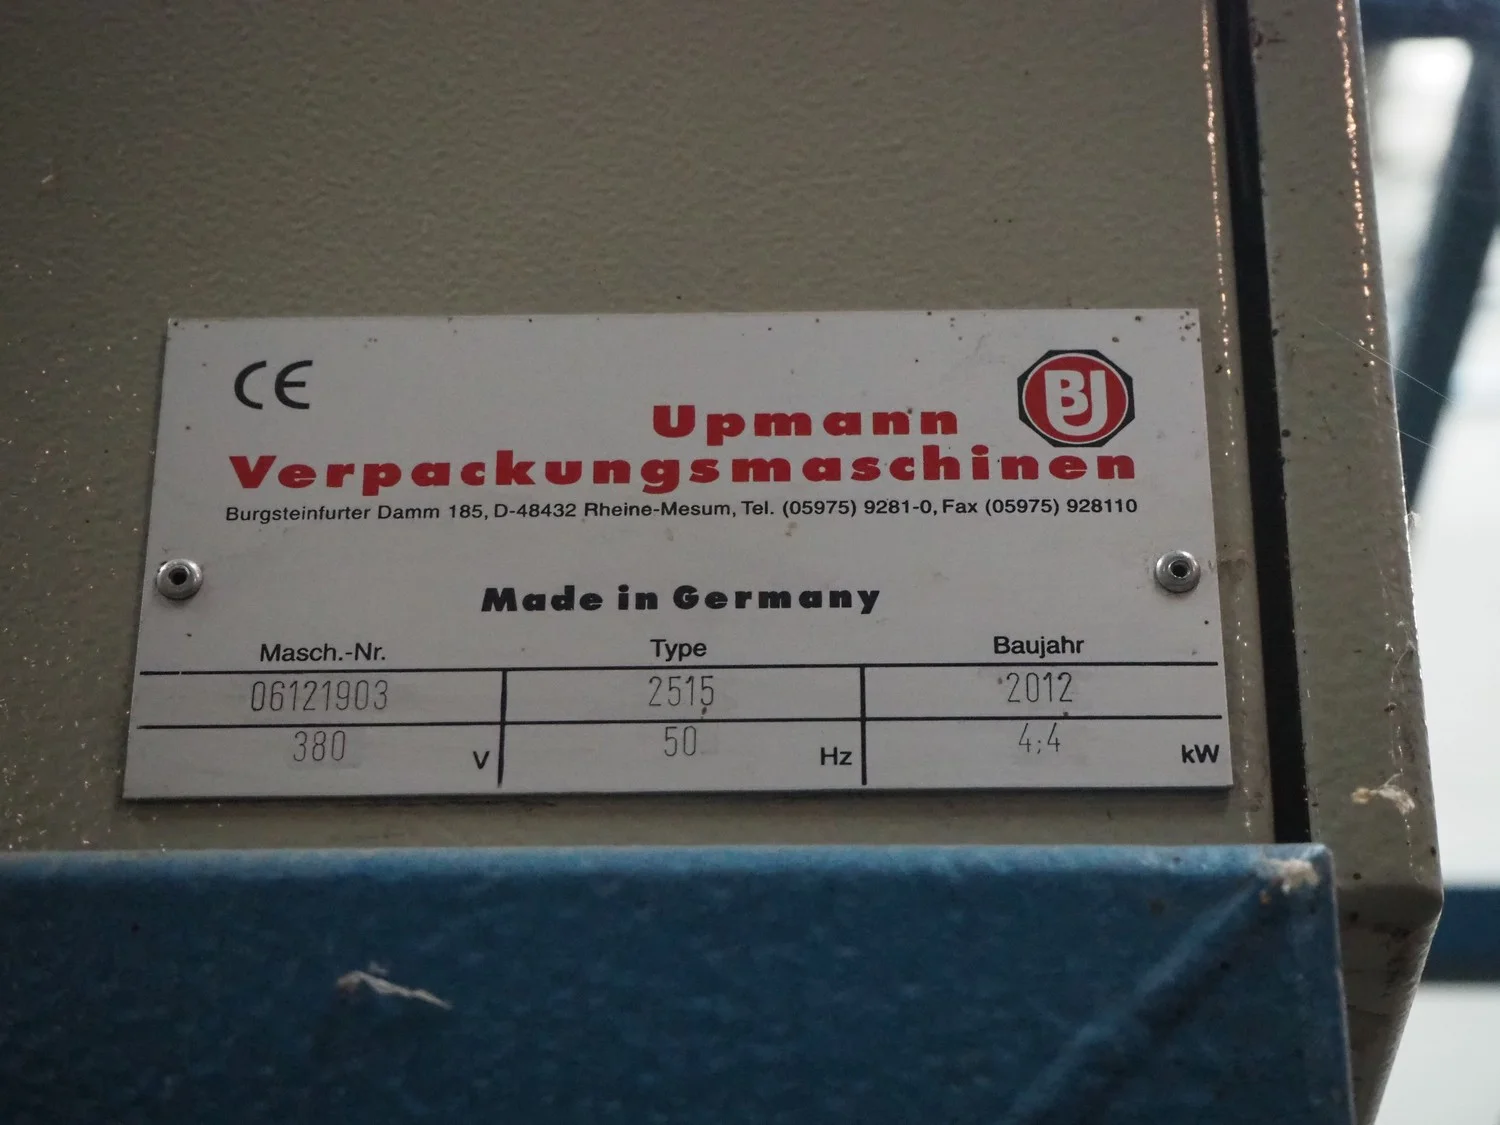 CE
BJ
Upmann
Verpackungsmaschinen
Burgsteinfurter Damm 185, D-48432 Rheine-Mesum, Tel. (05975) 9281-0, Fax (05975) 928110
Made in Germany
Masch.-Nr. Type Baujahr
06121903 2515 2012
380 V 50 Hz 4;4 kW